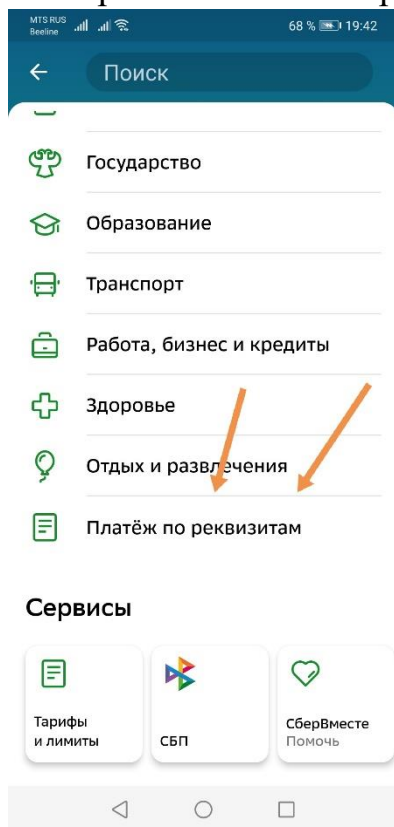 MTS RUS
Beeline
68 % 19:42
Поиск
Государство
Образование
Транспорт
Работа, бизнес и кредиты
Здоровье
Отдых и развлечения
Платёж по реквизитам
Сервисы
Тарифы
и лимиты
СБП
СберВместе
Помочь